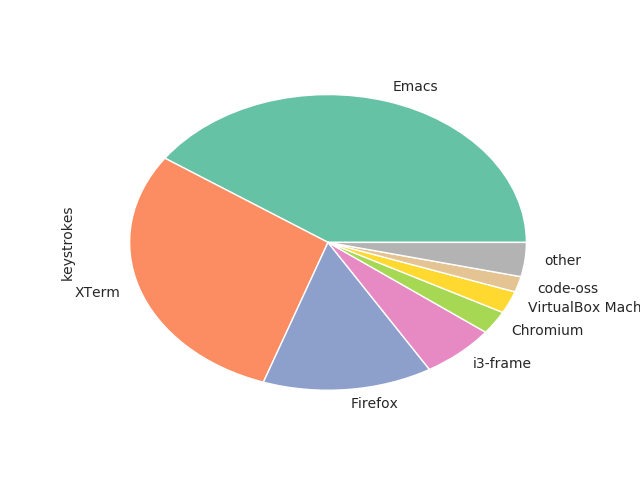 Emacs
keystrokes
XTerm
Firefox
i3-frame
Chromium
VirtualBox Mach
code-oss
other